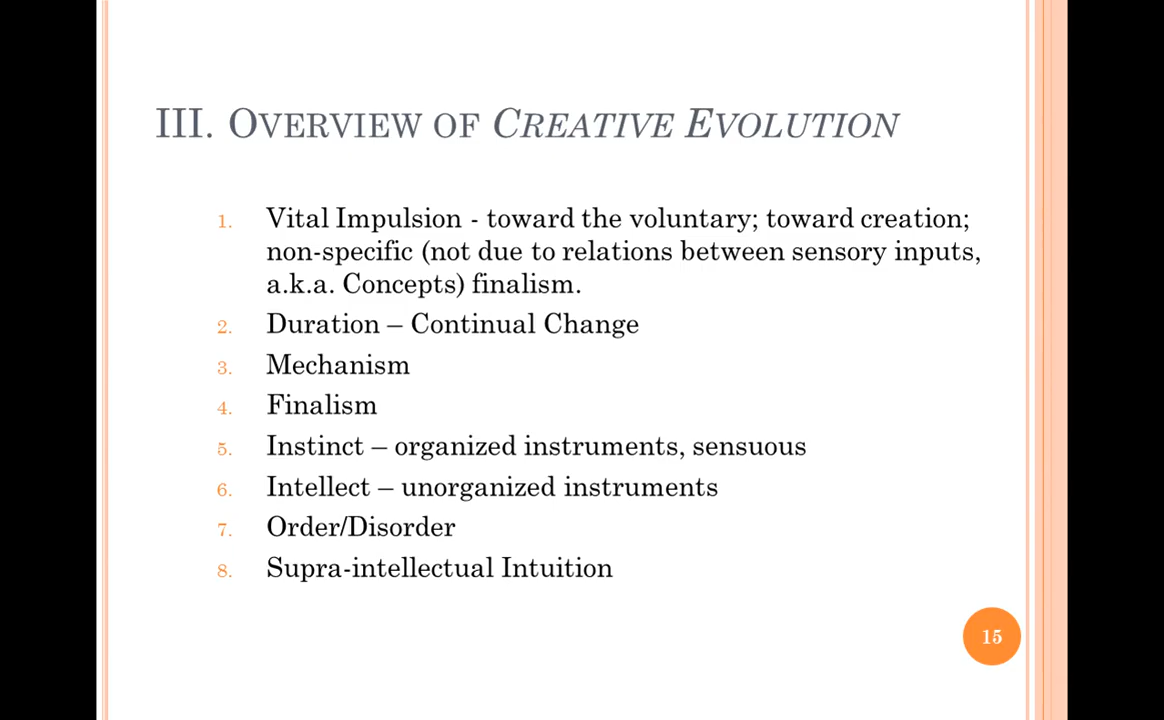 III. OVERVIEW OF CREATIVE EVOLUTION
1. Vital Impulsion - toward the voluntary; toward creation;
non-specific (not due to relations between sensory inputs,
a.k.a. Concepts) finalism.
2. Duration – Continual Change
3. Mechanism
4. Finalism
5. Instinct – organized instruments, sensuous
6. Intellect – unorganized instruments
7. Order/Disorder
8. Supra-intellectual Intuition
15